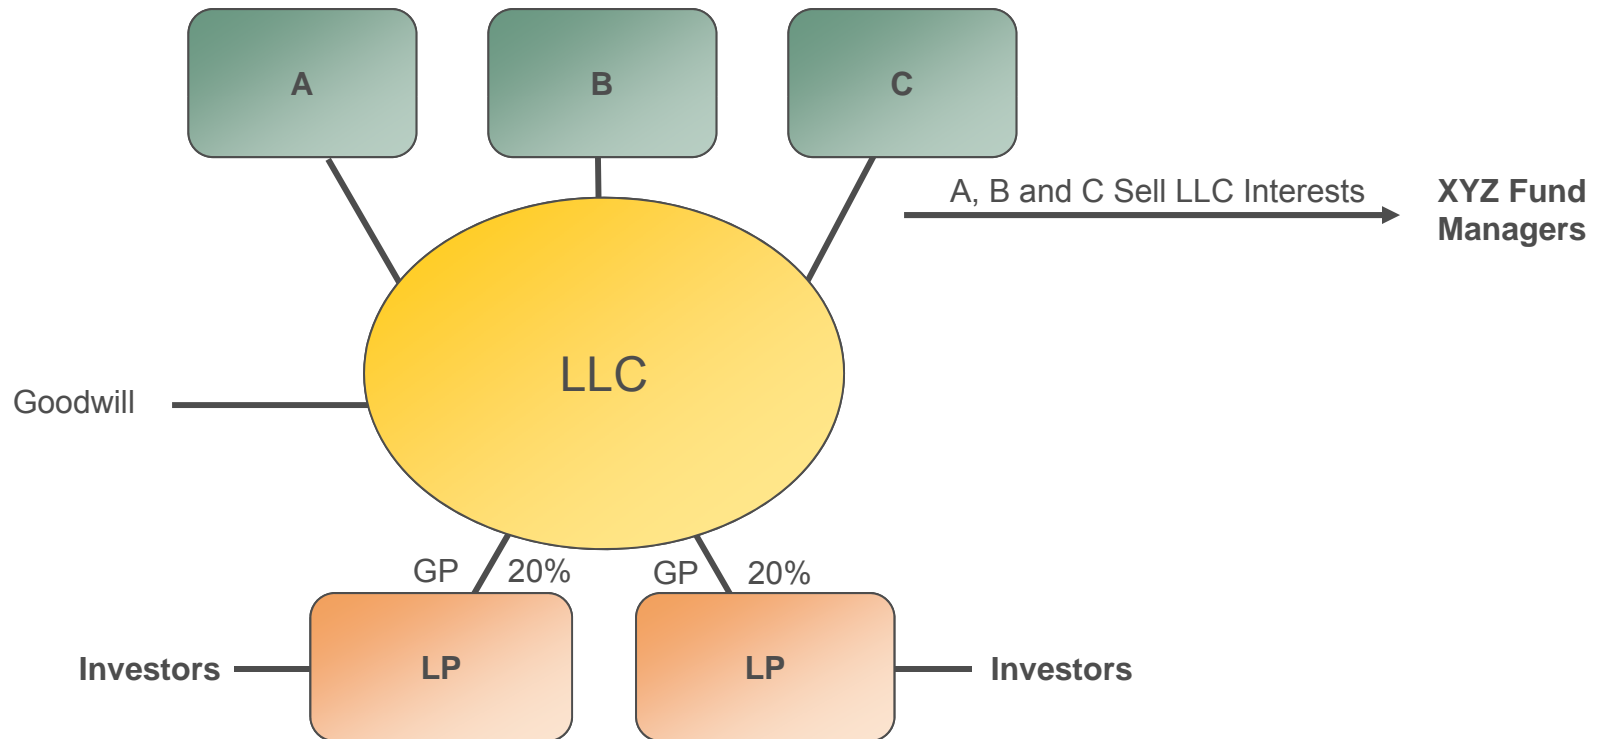 A
B
C
A, B and C Sell LLC Interests
XYZ Fund
Managers
LLC
Goodwill
GP
20%
GP
20%
Investors
LP
LP
Investors